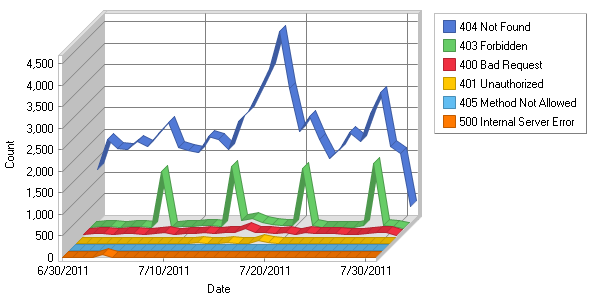 404 Not Found
403 Forbidden
400 Bad Request
401 Unauthorized
405 Method Not Allowed
500 Internal Server Error
4,500
4,000
3,500
3,000
2,500
2,000
1,500
1,000
500
0
Count
6/30/2011 7/10/2011 7/20/2011 7/30/2011
Date